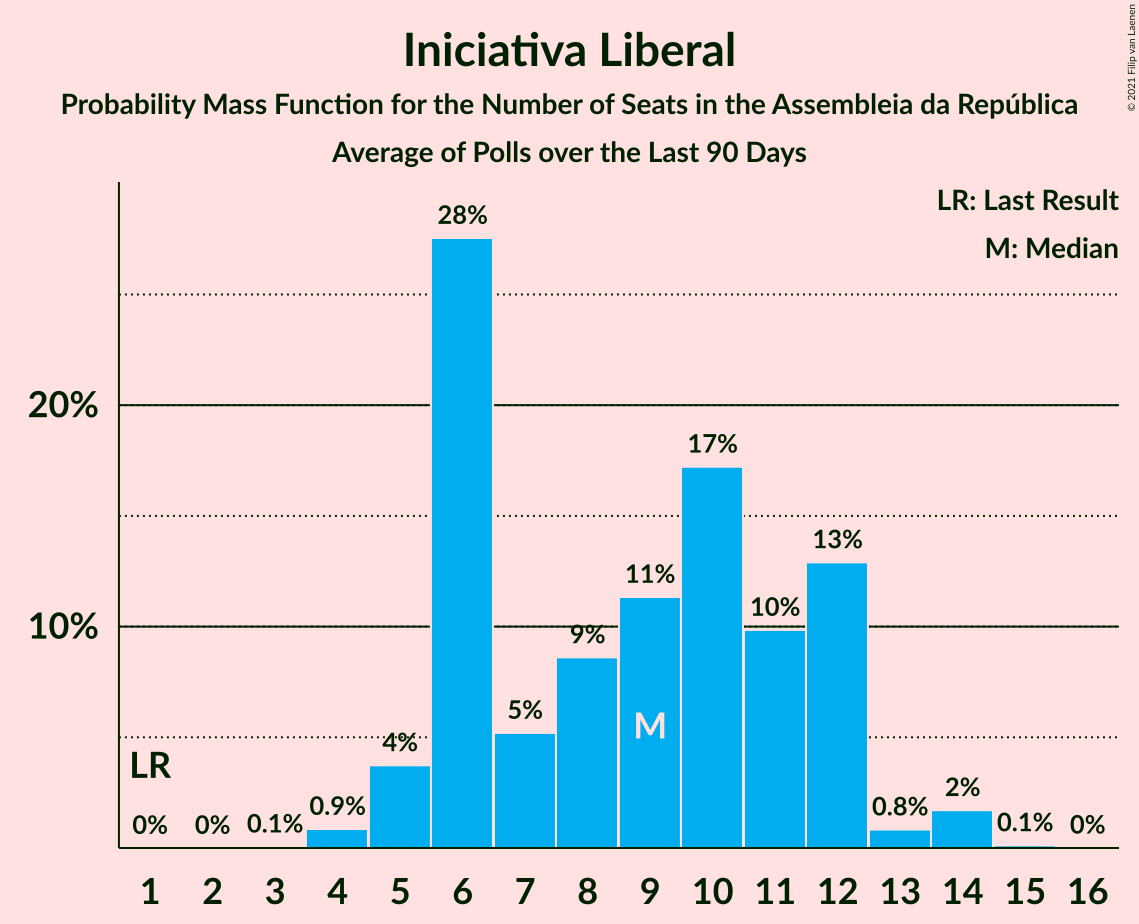 Iniciativa Liberal
Probability Mass Function for the Number of Seats in the Assembleia da República
Average of Polls over the Last 90 Days
© 2021 Filip van Laenen
LR: Last Result
M: Median
28%
20%
17%
13%
11%
10%
10%
9%
5%
M
4%
LR
0%
0%
0.1%
0.9%
0.8%
2%
0.1%
0%
1 2 3 4 5 6 7 8 9 10 11 12 13 14 15 16